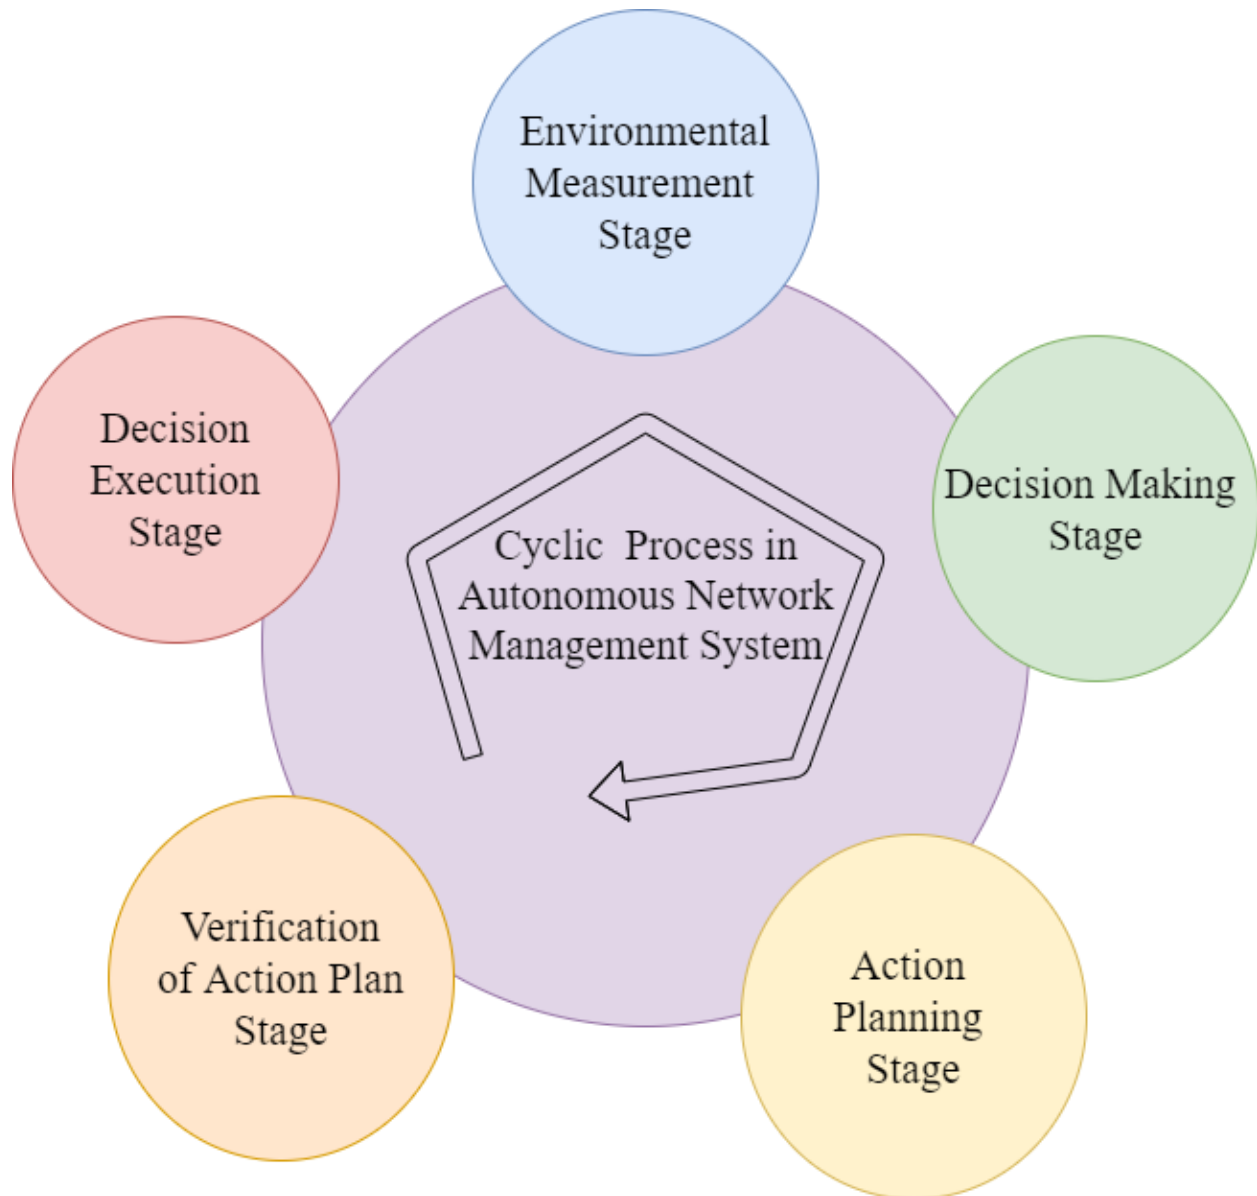 Environmental
Measurement
Stage
Decision
Execution
Stage
Decision Making
Stage
Cyclic Process in
Autonomous Network
Management System
Verification
of Action Plan
Stage
Action
Planning
Stage